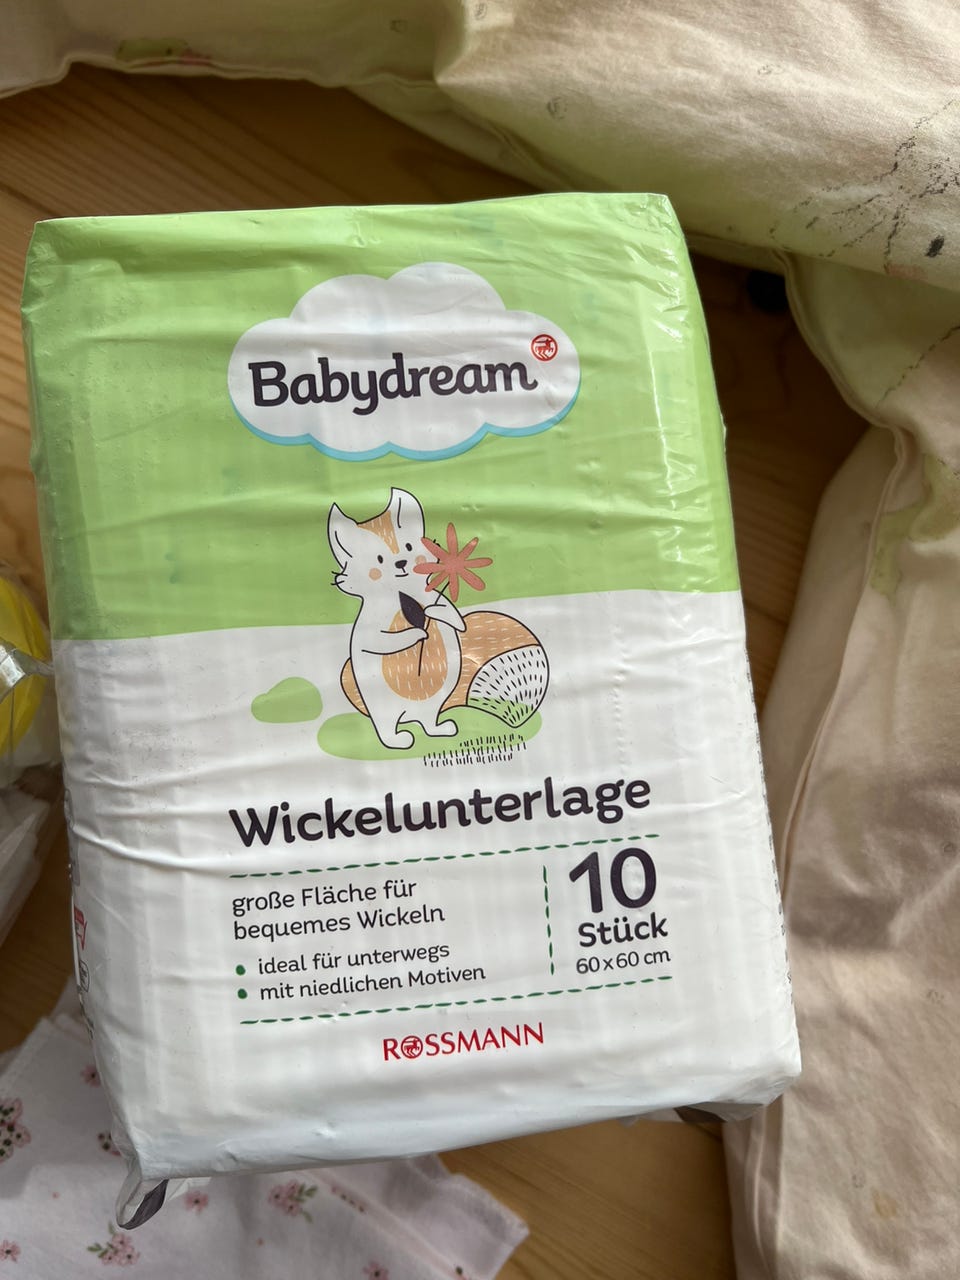 Babydream
Wickelunterlage
große Fläche für
bequemes Wickeln
• ideal für unterwegs
• mit niedlichen Motiven
10
Stück
60 x 60 cm
ROSSMANN